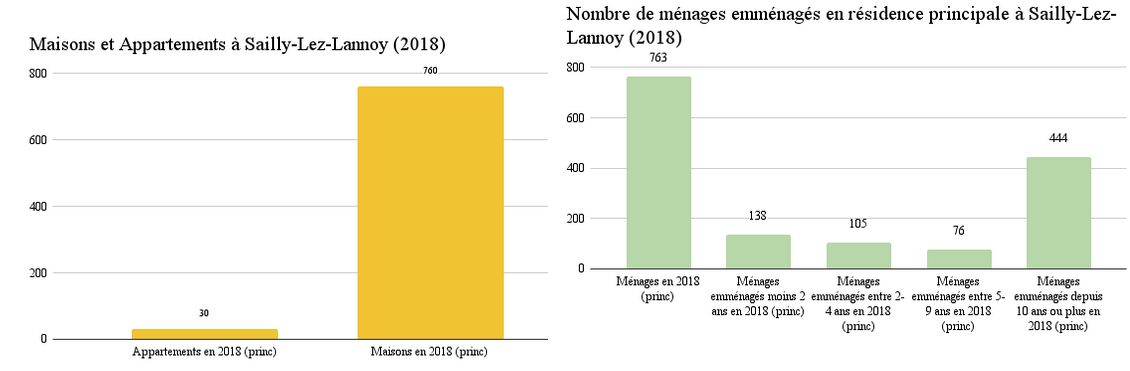 Maisons et Appartements à Sailly-Lez-Lannoy (2018)
800
600
400
200
0
760
30
Appartements en 2018 (princ)
Maisons en 2018 (princ)
Nombre de ménages emménagés en résidence principale à Sailly-Lez-
Lannoy (2018)
800
600
400
200
0
763
138
105
76
444
Ménages en 2018
(princ)
Ménages
emménagés moins 2
ans en 2018 (princ)
Ménages
emménagés entre 2-
4 ans en 2018
(princ)
Ménages
emménagés entre 5-
9 ans en 2018
(princ)
Ménages
emménagés depuis
10 ans ou plus en
2018 (princ)